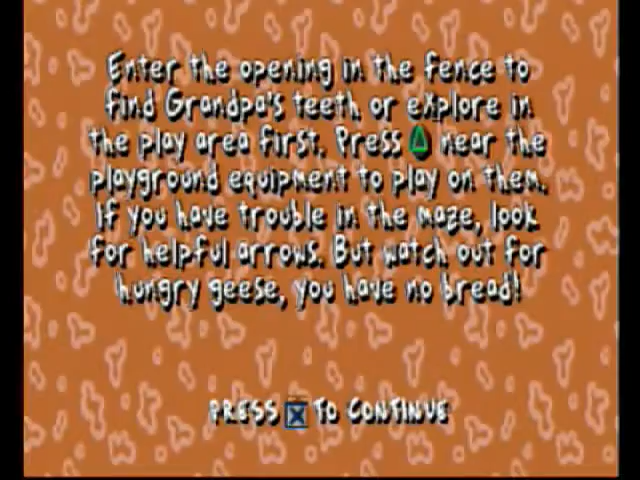 Enter the opening in the fence to
find Grandpa's teeth or explore in
the play area first. Press △ near the
playground equipment to play on them.
If you have trouble in the maze, look
for helpful arrows. But watch out for
hungry geese, you have no bread!
PRESS X TO CONTINUE